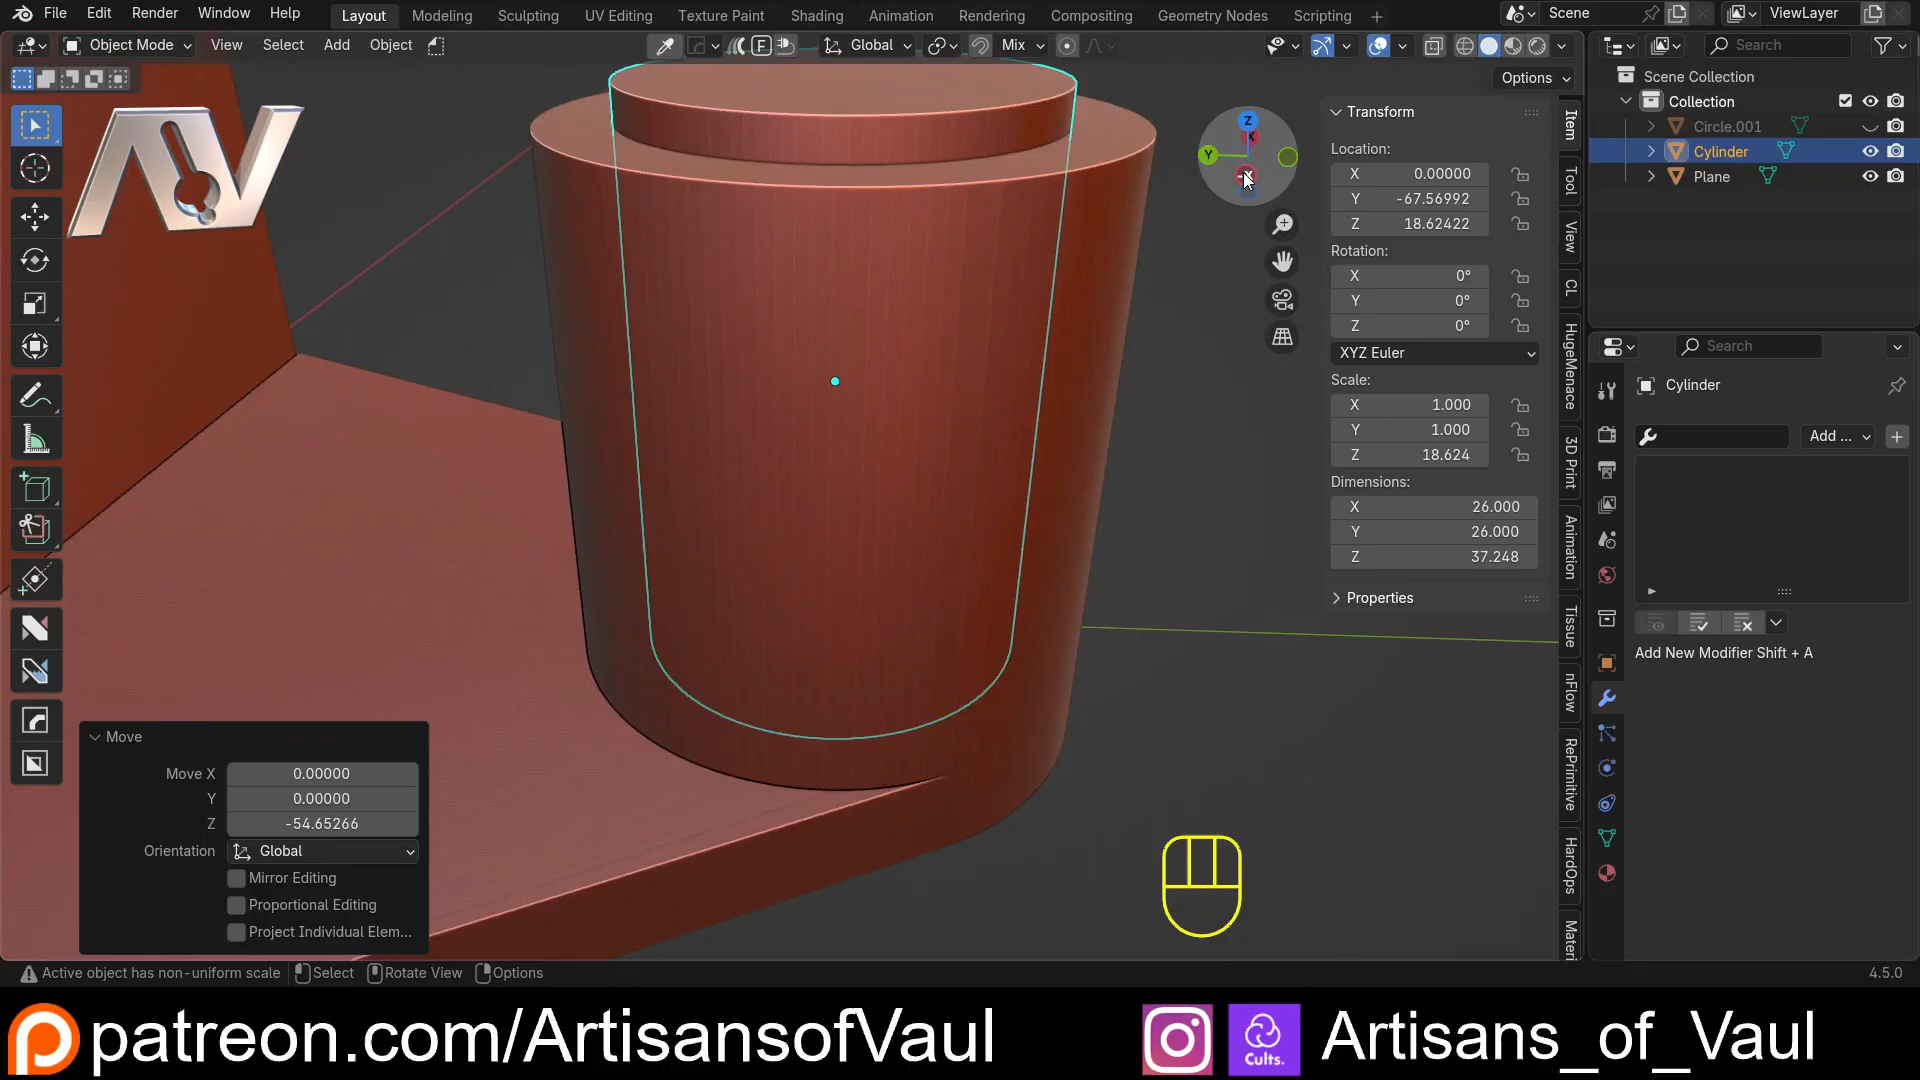 File Edit Render Window Help Layout Modeling Sculpting UV Editing Texture Paint Shading Animation Rendering Compositing Geometry Nodes Scripting + Scene ViewLayer
Object Mode View Select Add Object F Global Mix Search
Options
Scene Collection
Collection
Circle.001
Cylinder
Plane
AV
Z
X
Y
-X
Transform
Location:
X 0.00000
Y -67.56992
Z 18.62422
Rotation:
X 0°
Y 0°
Z 0°
XYZ Euler
Scale:
X 1.000
Y 1.000
Z 18.624
Dimensions:
X 26.000
Y 26.000
Z 37.248
Properties
Item
Tool
View
CL
HugeMenace
3D Print
Animation
Tissue
nFlow
RePrimitive
HardOps
Materi
Search
Cylinder
Add ...
Add New Modifier Shift + A
Move
Move X 0.00000
Y 0.00000
Z -54.65266
Orientation Global
Mirror Editing
Proportional Editing
Project Individual Elem...
Active object has non-uniform scale Select Rotate View Options 4.5.0
patreon.com/ArtisansofVaul Cults. Artisans_of_Vaul